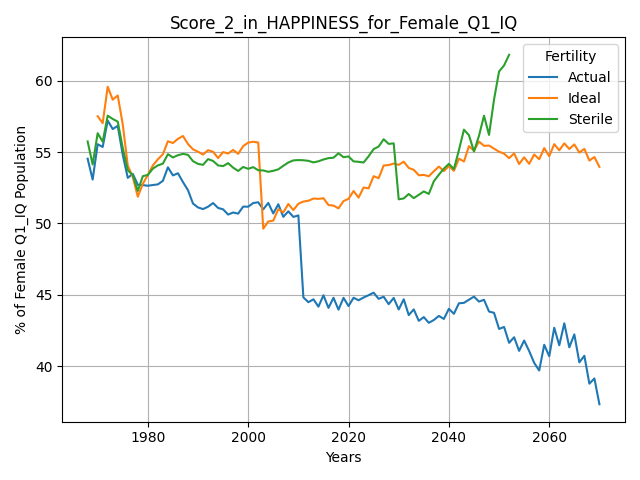 Score_2_in_HAPPINESS_for_Female_Q1_IQ
Fertility
Actual
Ideal
Sterile
% of Female Q1_IQ Population
60
55
50
45
40
1980
2000
2020
2040
2060
Years